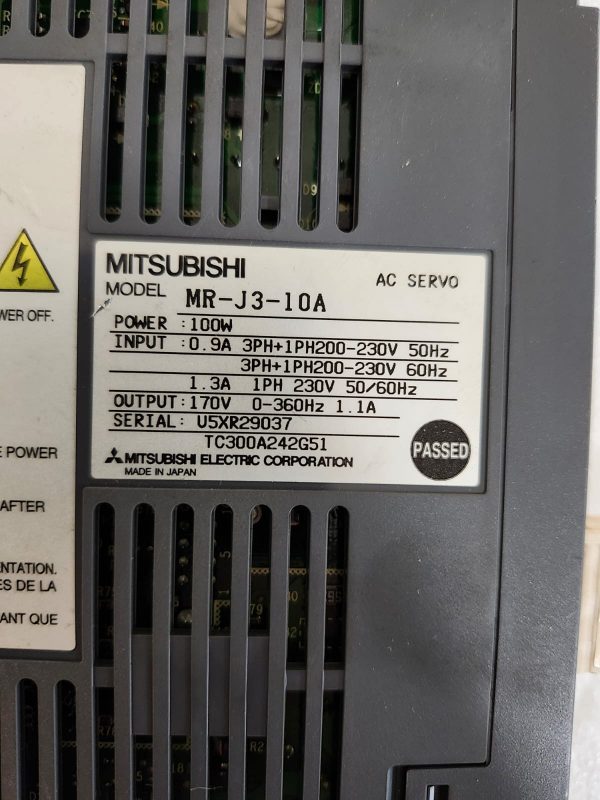 MITSUBISHI
AC SERVO
MODEL MR-J3-10A
POWER :100W
INPUT :0.9A 3PH+1PH200-230V 50Hz
3PH+1PH200-230V 60Hz
1.3A 1PH 230V 50/60Hz
OUTPUT:170V 0-360Hz 1.1A
SERIAL: U5XR29037
TC300A242G51
PASSED
MITSUBISHI ELECTRIC CORPORATION
MADE IN JAPAN
WER OFF.
E POWER
AFTER
ENTATION.
ES DE LA
ANT QUE